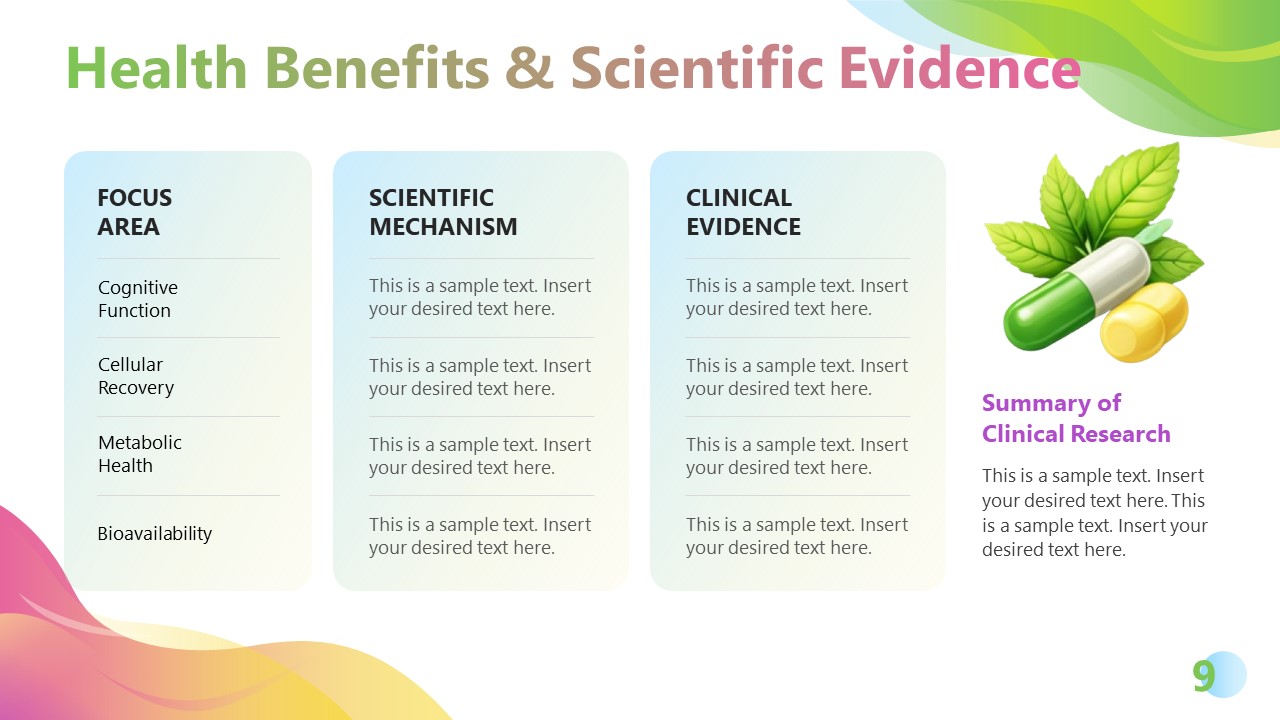 Health Benefits & Scientific Evidence
FOCUS
AREA
Cognitive
Function
Cellular
Recovery
Metabolic
Health
Bioavailability
SCIENTIFIC
MECHANISM
This is a sample text. Insert
your desired text here.
This is a sample text. Insert
your desired text here.
This is a sample text. Insert
your desired text here.
This is a sample text. Insert
your desired text here.
CLINICAL
EVIDENCE
This is a sample text. Insert
your desired text here.
This is a sample text. Insert
your desired text here.
This is a sample text. Insert
your desired text here.
This is a sample text. Insert
your desired text here.
Summary of
Clinical Research
This is a sample text. Insert
your desired text here. This
is a sample text. Insert your
desired text here.
9